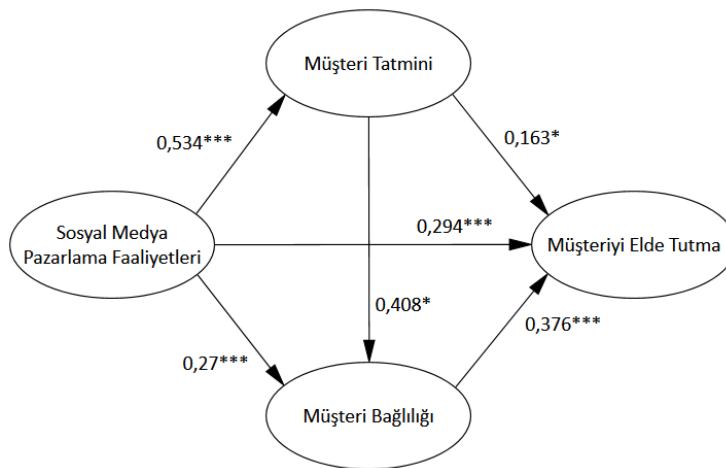 Müşteri Tatmini
0,534***
0,163*
Sosyal Medya
Pazarlama Faaliyetleri
0,294***
Müşteriyi Elde Tutma
0,408*
0,27***
0,376***
Müşteri Bağlılığı